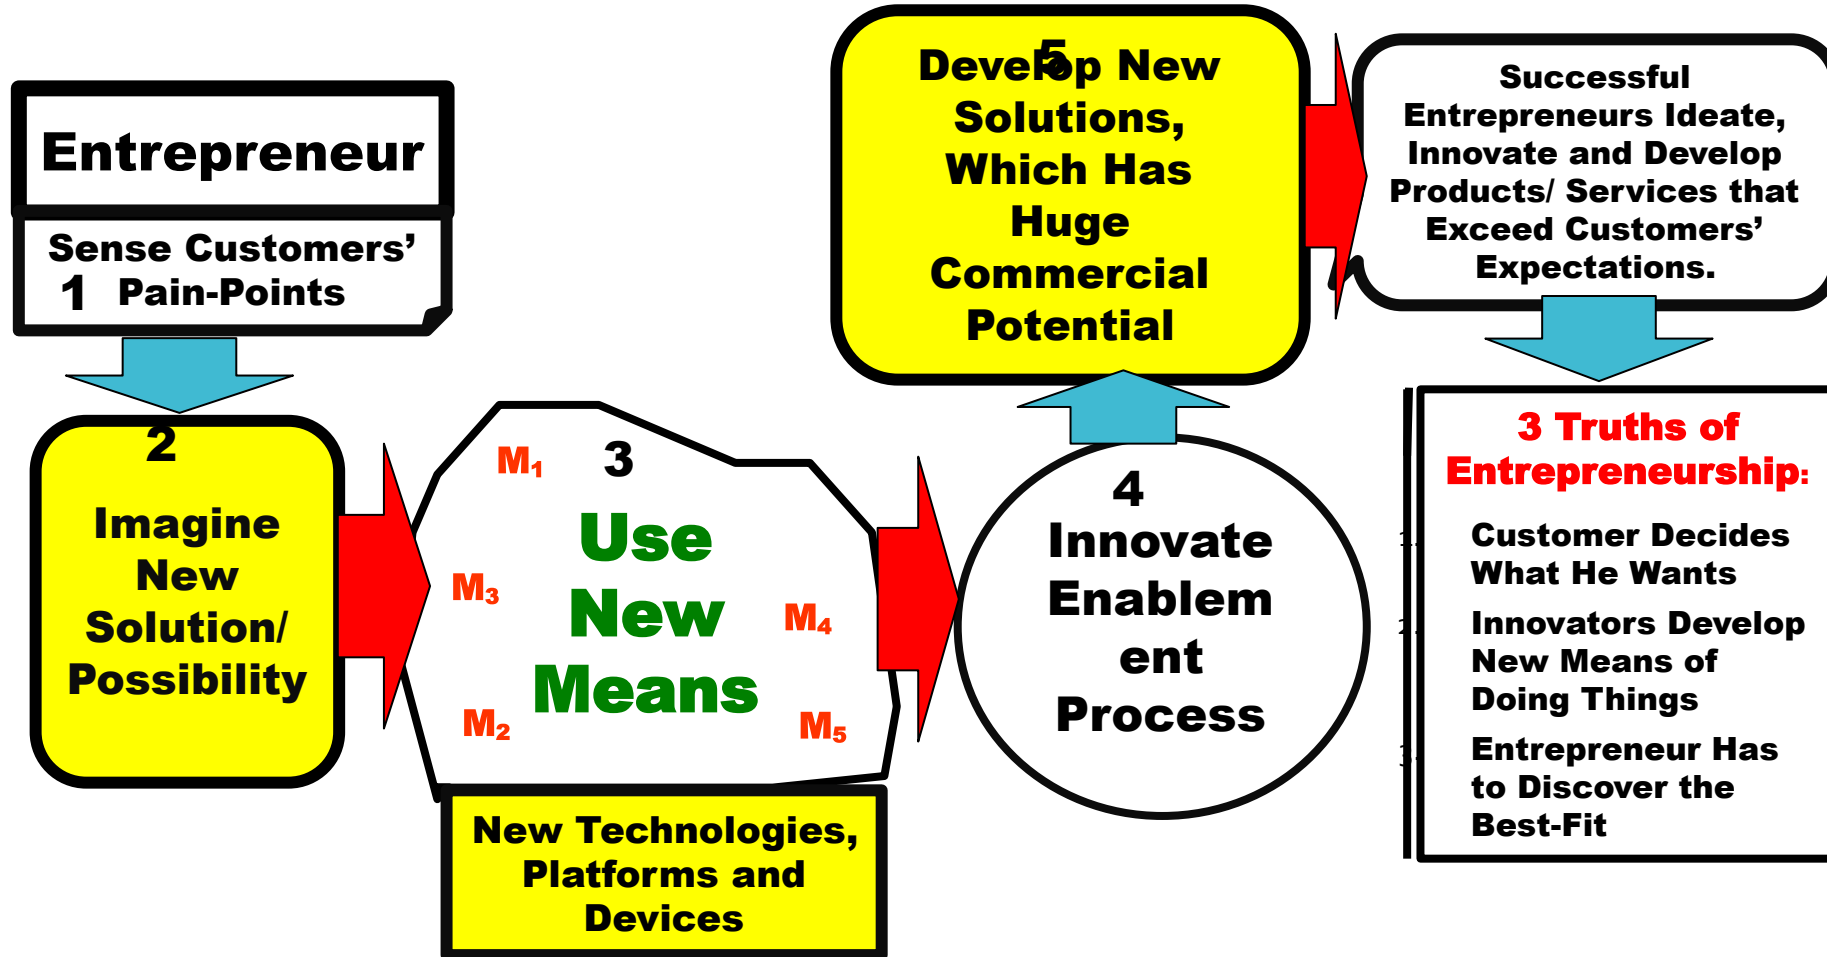 Entrepreneur
Sense Customers’
1 Pain-Points
2
Imagine
New
Solution/
Possibility
M1
3
Use
New
Means
M3
M4
M2
M5
New Technologies,
Platforms and
Devices
4
Innovate
Enablem
ent
Process
5
Develop New
Solutions,
Which Has
Huge
Commercial
Potential
Successful
Entrepreneurs Ideate,
Innovate and Develop
Products/ Services that
Exceed Customers’
Expectations.
3 Truths of
Entrepreneurship:
1. Customer Decides
What He Wants
2. Innovators Develop
New Means of
Doing Things
3. Entrepreneur Has
to Discover the
Best-Fit